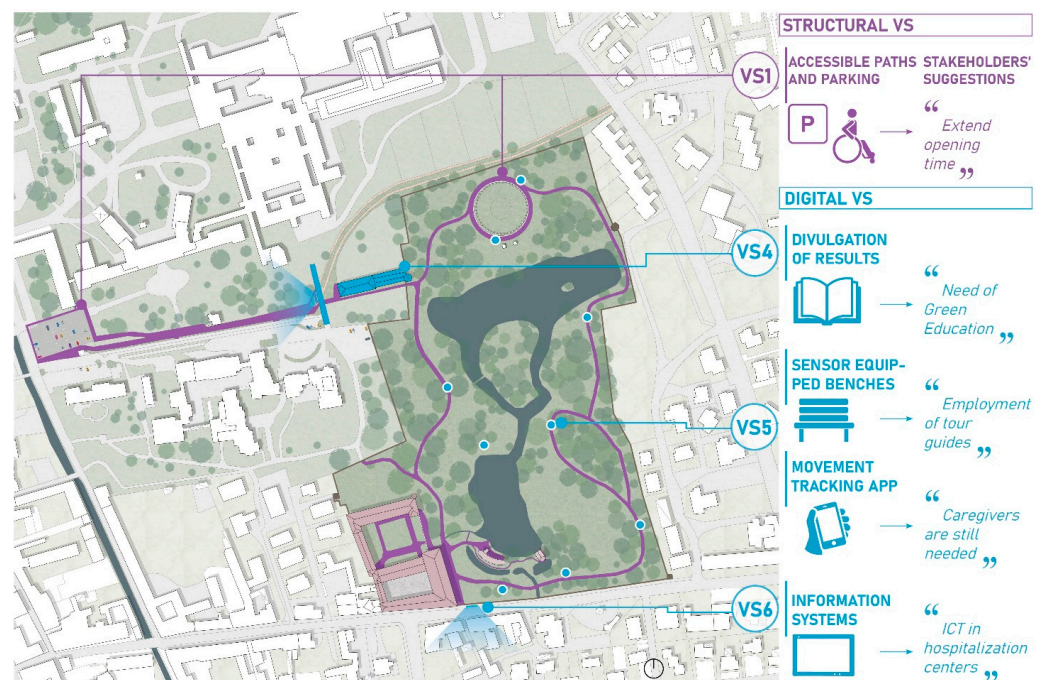 STRUCTURAL VS
VS1
ACCESSIBLE PATHS
AND PARKING
STAKEHOLDERS'
SUGGESTIONS
P
“
Extend
opening
time „
DIGITAL VS
VS4
DIVULGATION
OF RESULTS
“
Need of
Green
Education „
VS5
SENSOR EQUIP-
PED BENCHES
“
Employment
of tour
guides „
MOVEMENT
TRACKING APP
“
Caregivers
are still
needed „
VS6
INFORMATION
SYSTEMS
“
ICT in
hospitalization
centers „